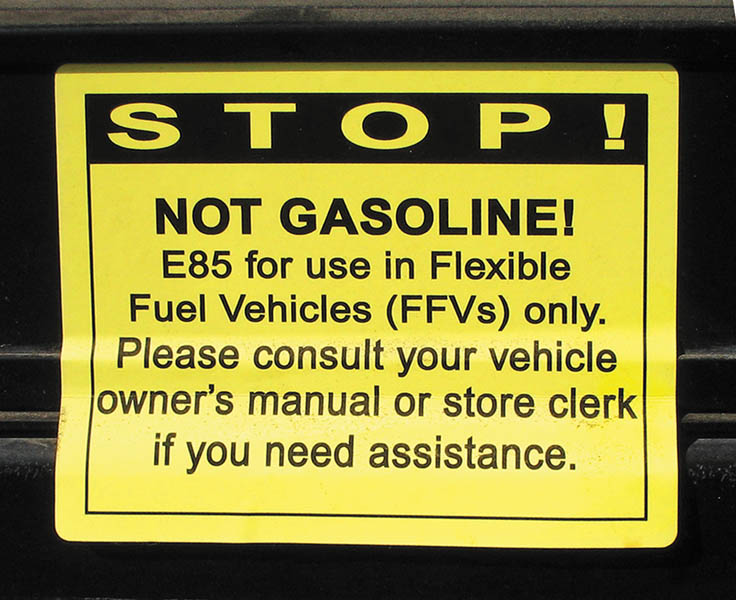 STOP!
NOT GASOLINE!
E85 for use in Flexible
Fuel Vehicles (FFVs) only.
Please consult your vehicle
owner's manual or store clerk
if you need assistance.